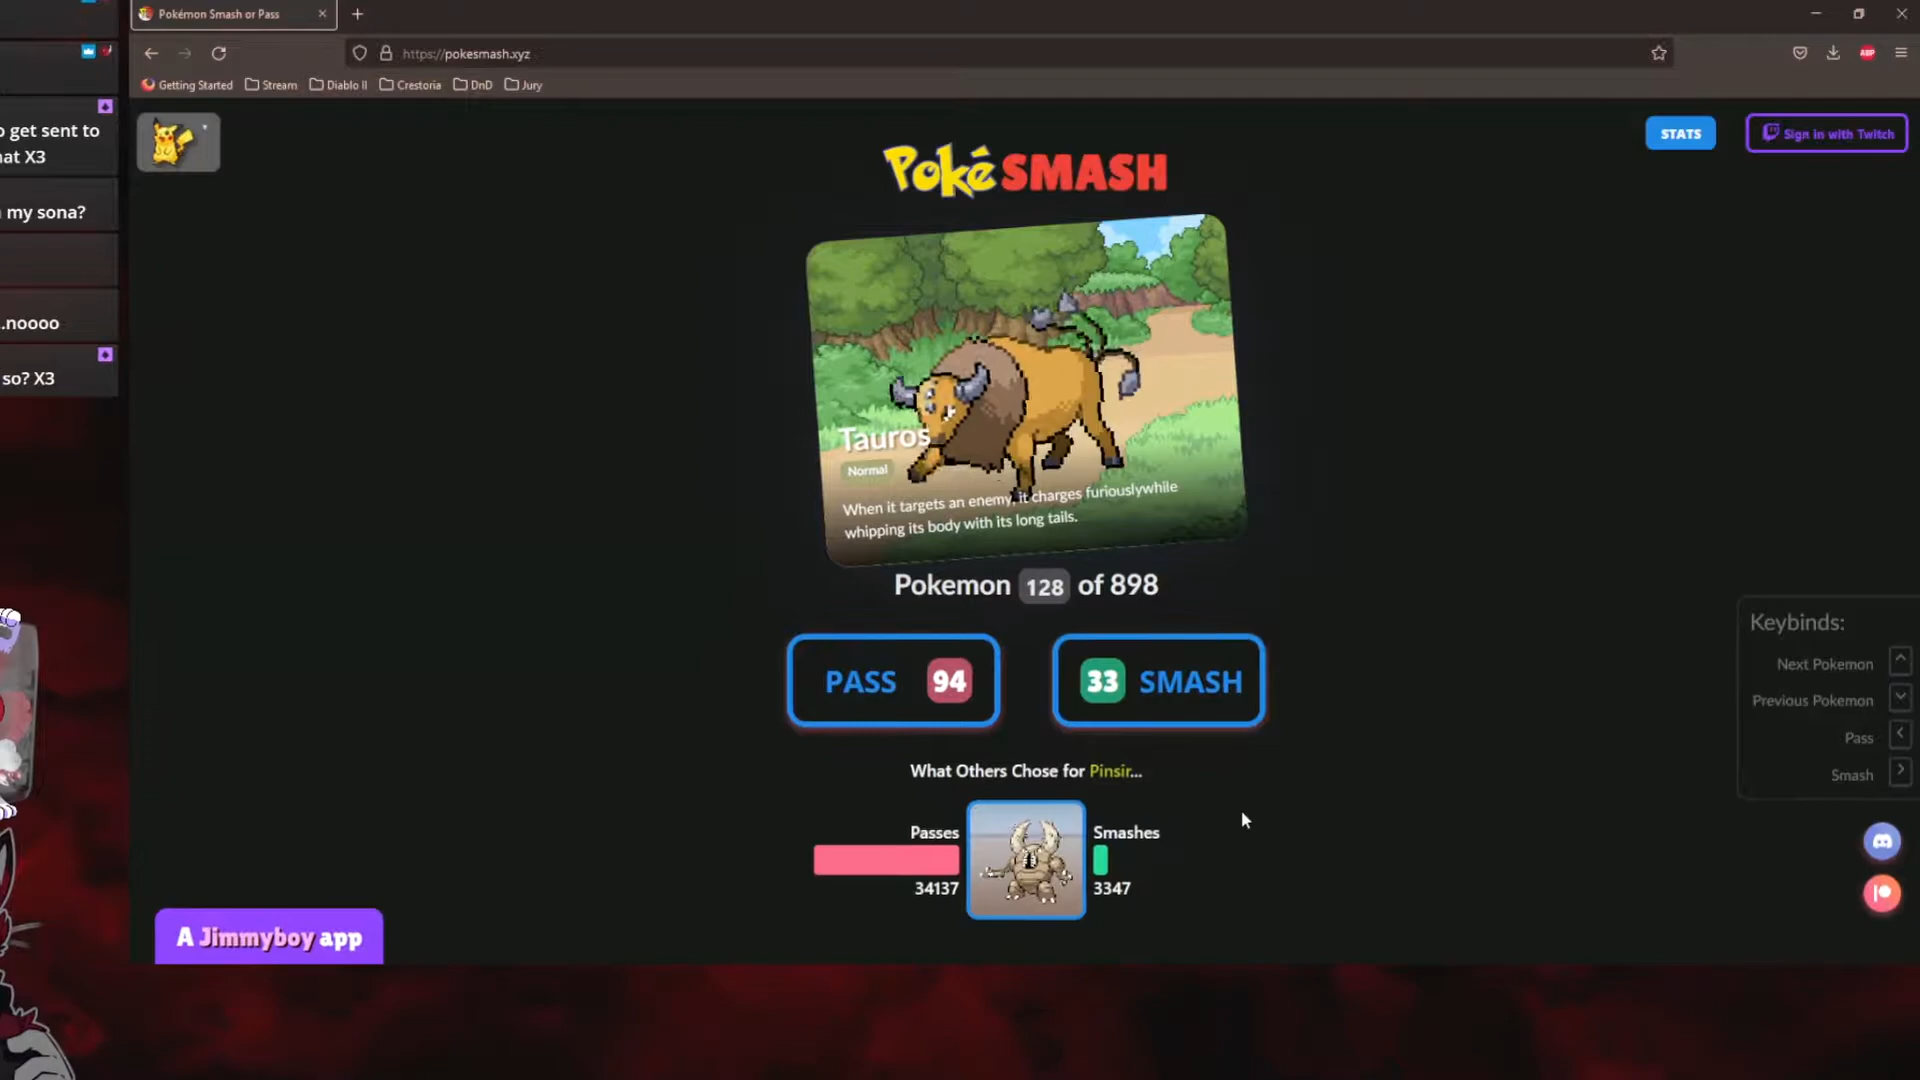 Pokémon Smash or Pass
https://pokesmash.xyz
Getting Started
Stream
Diablo II
Crestoria
DnD
Jury
ABP
get sent to
X3
my sona?
..noooo
so? X3
STATS
Sign in with Twitch
PokéSMASH
Tauros
Normal
When it targets an enemy, it charges furiouslywhile
whipping its body with its long tails.
Pokemon 128 of 898
PASS 94
33 SMASH
What Others Chose for Pinsir...
Passes
34137
Smashes
3347
Keybinds:
Next Pokemon
Previous Pokemon
Pass
Smash
A Jimmyboy app